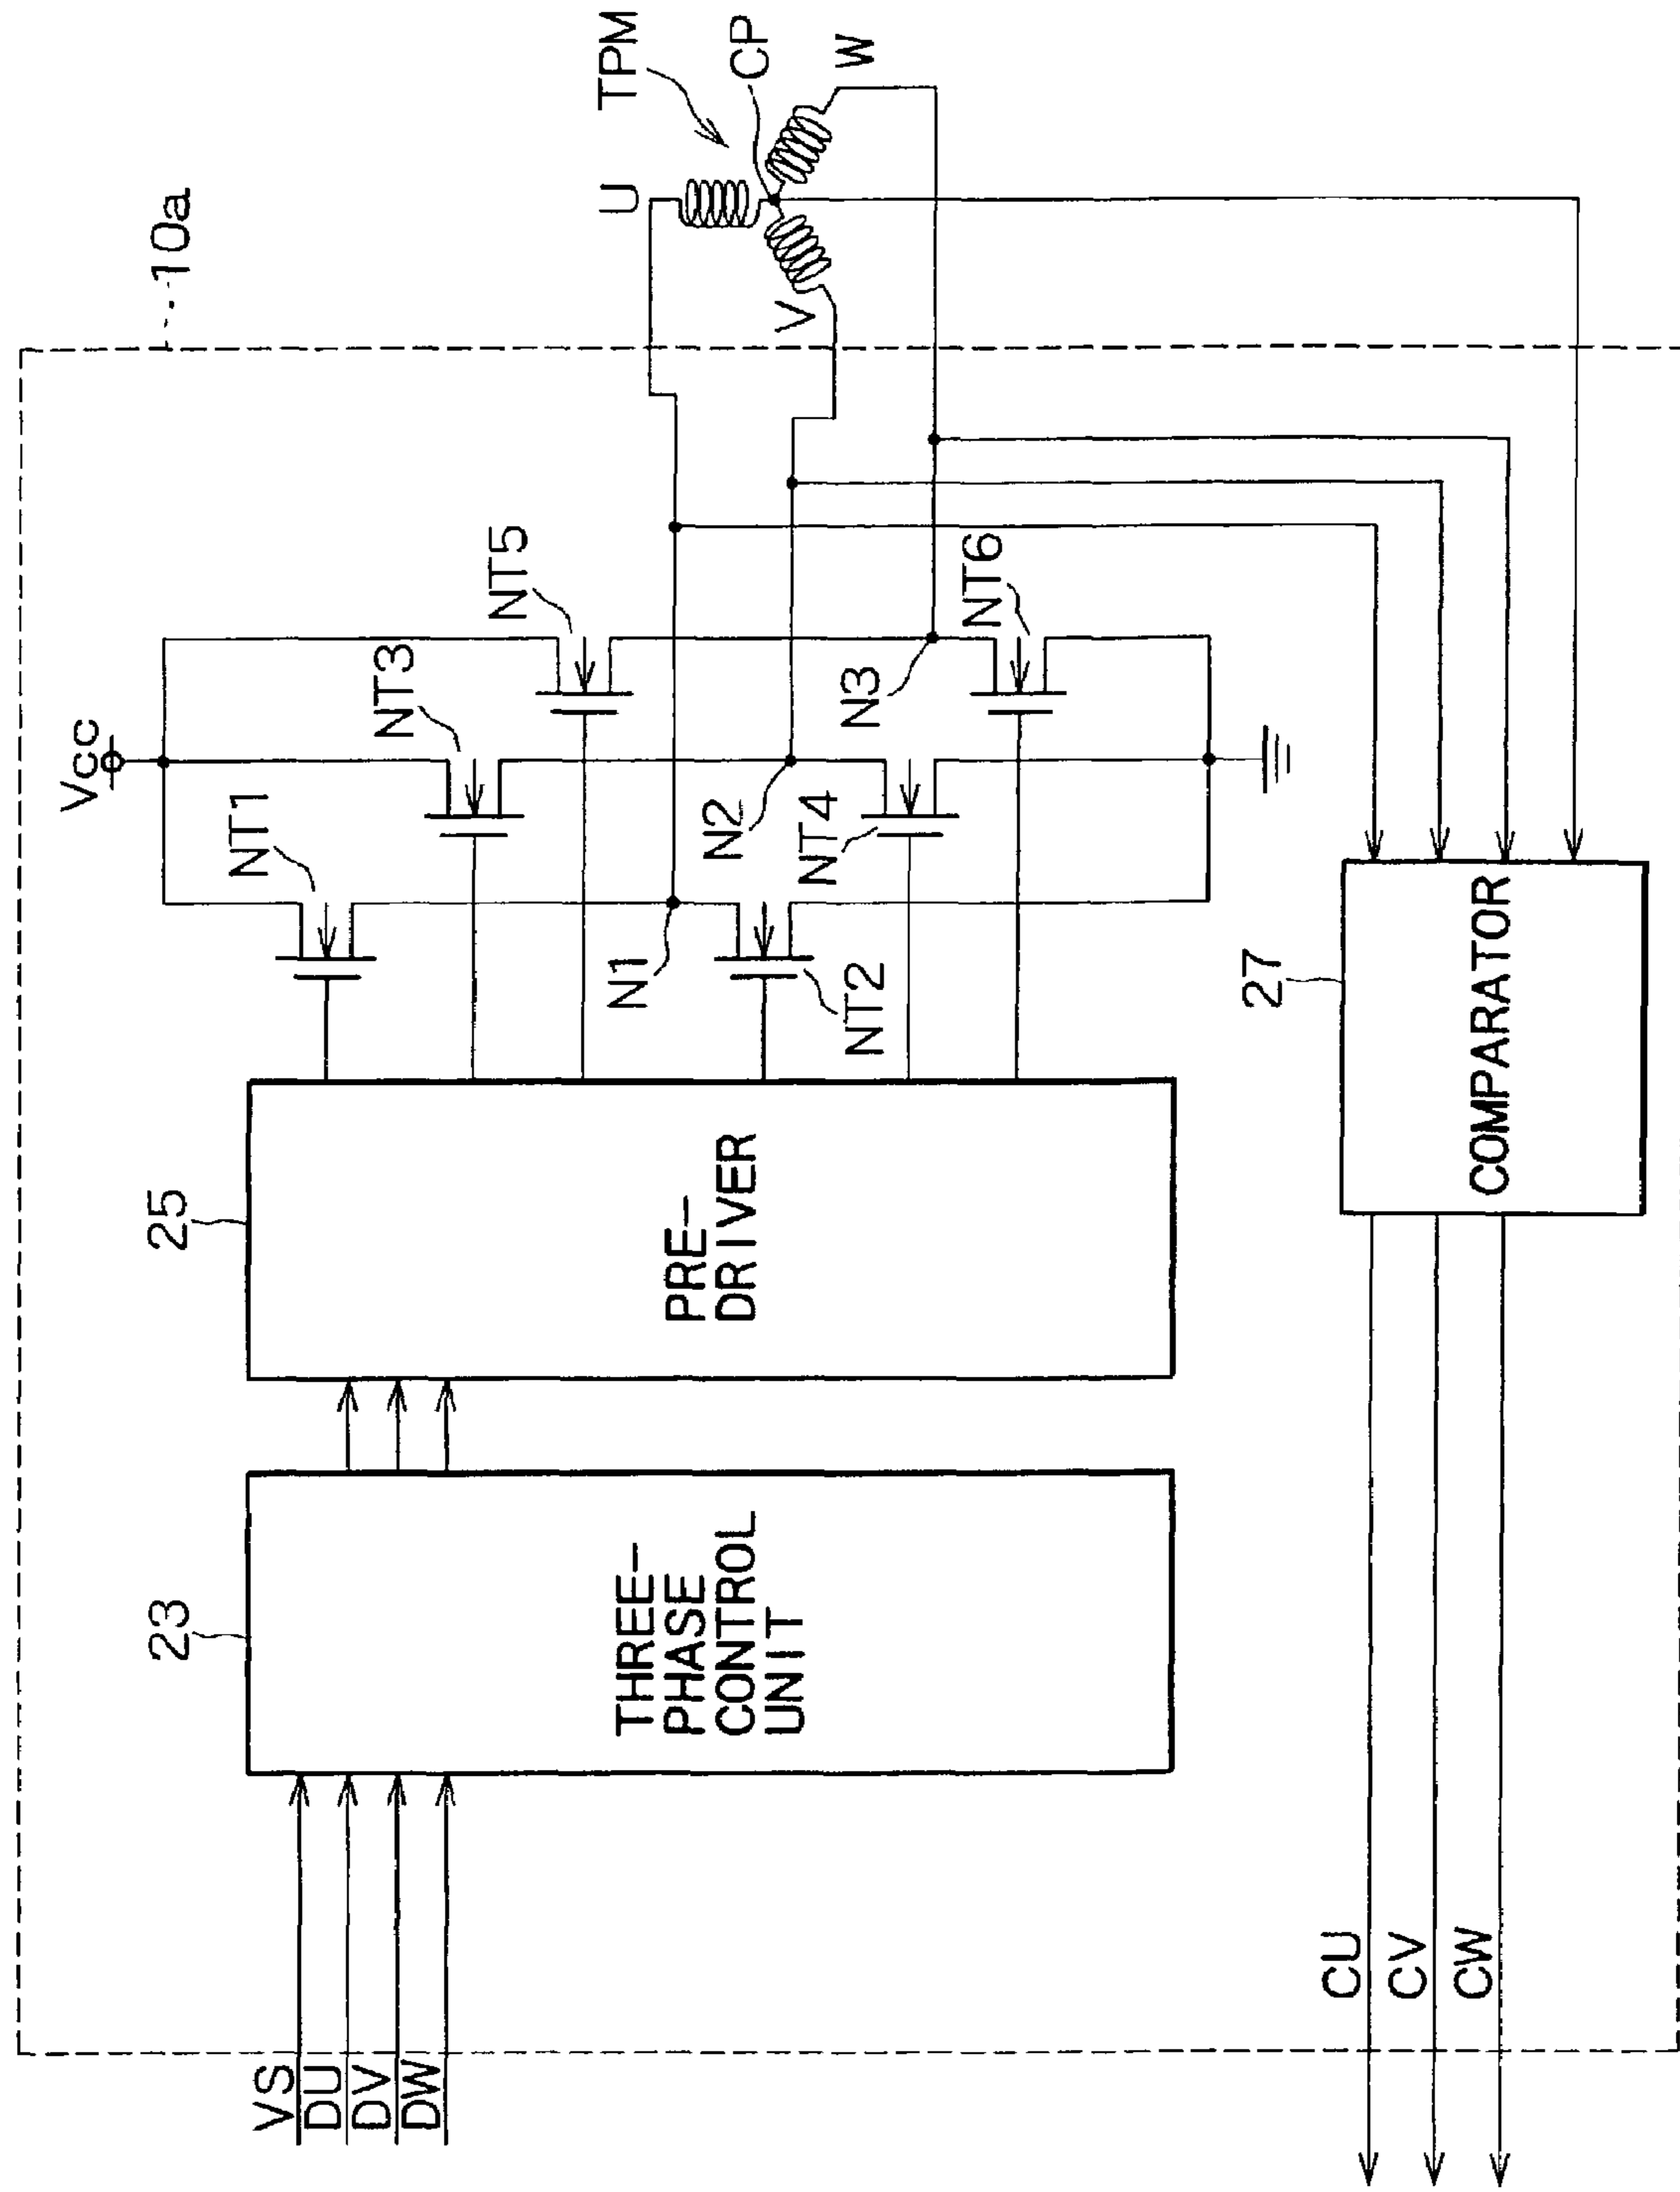 10a
VCC
TPM
CP
U
V
W
NT1
NT3
NT5
N1
N2
N3
NT2
NT4
NT6
23
THREE-
PHASE
CONTROL
UNIT
25
PRE-
DRIVER
VS
DU
DV
DW
27
COMPARATOR
CU
CV
CW